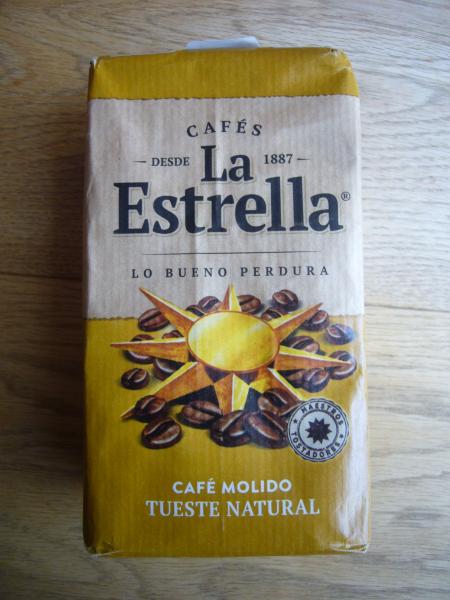 CAFÉS
DESDE La 1887
Estrella®
LO BUENO PERDURA
MAESTROS
TOSTADORES
CAFÉ MOLIDO
TUESTE NATURAL